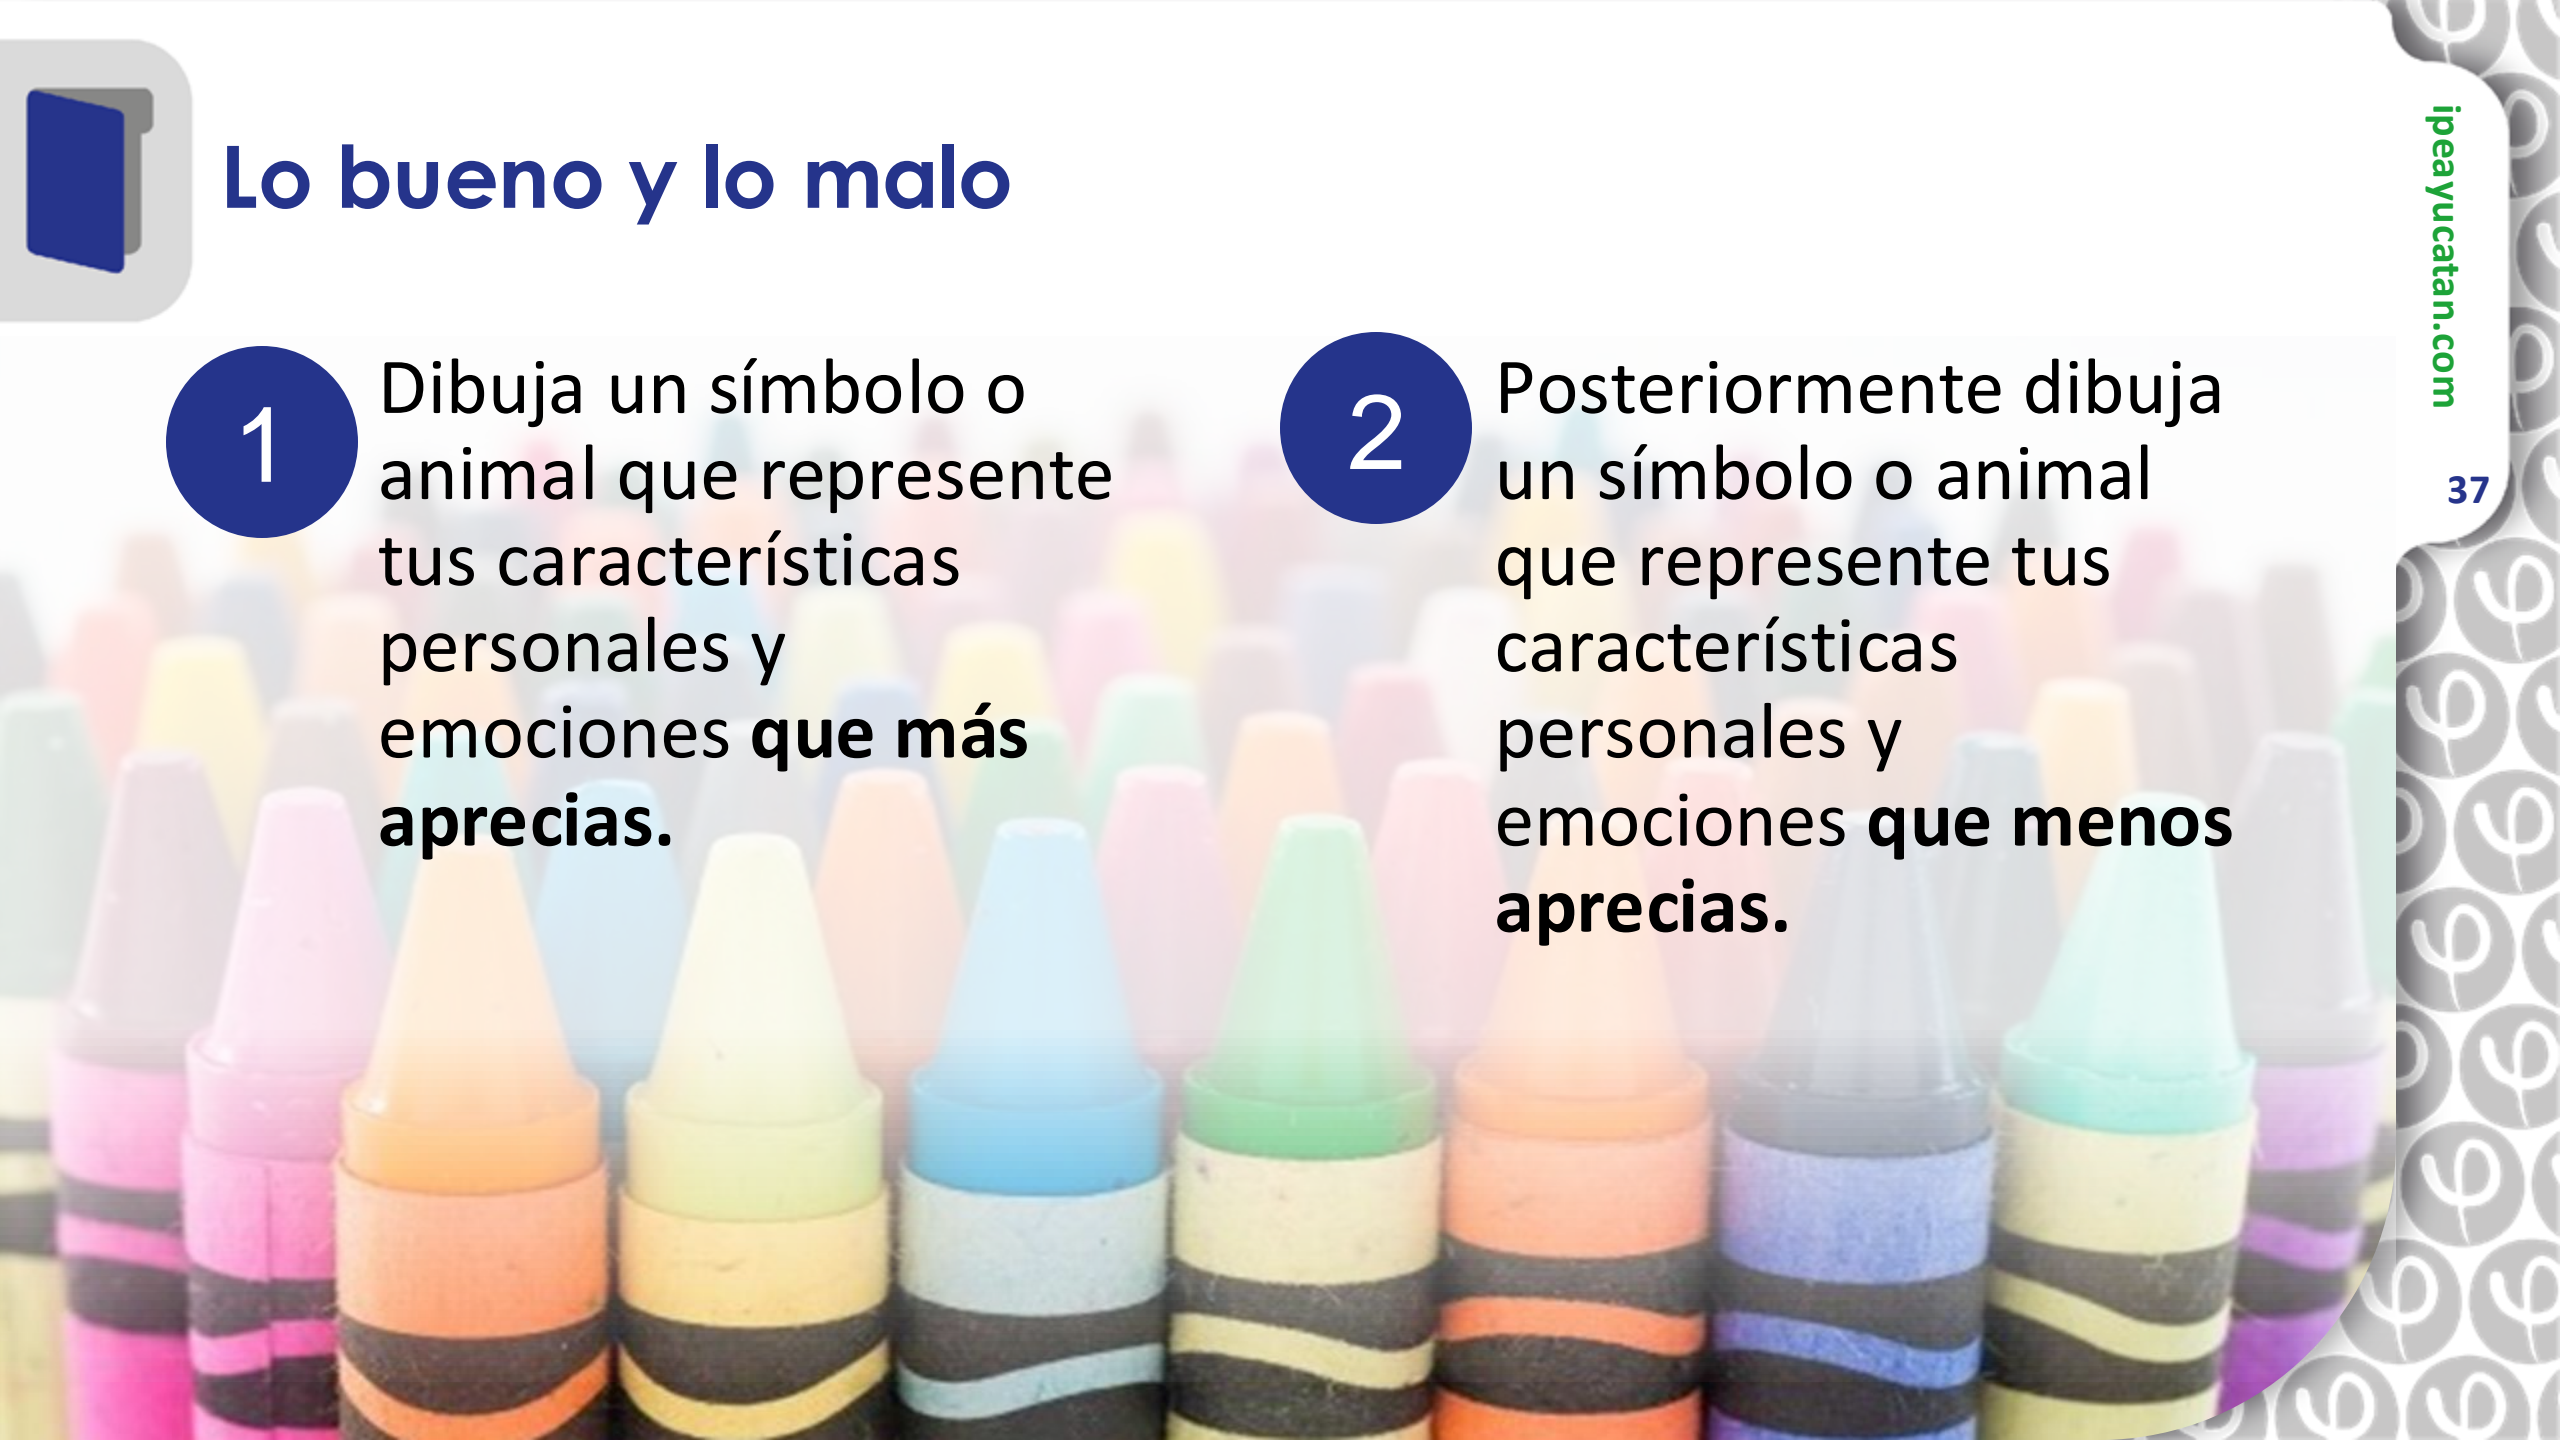 Lo bueno y lo malo
1
Dibuja un símbolo o
animal que represente
tus características
personales y
emociones que más
aprecias.
2
Posteriormente dibuja
un símbolo o animal
que represente tus
características
personales y
emociones que menos
aprecias.
ipeayucatan.com
37